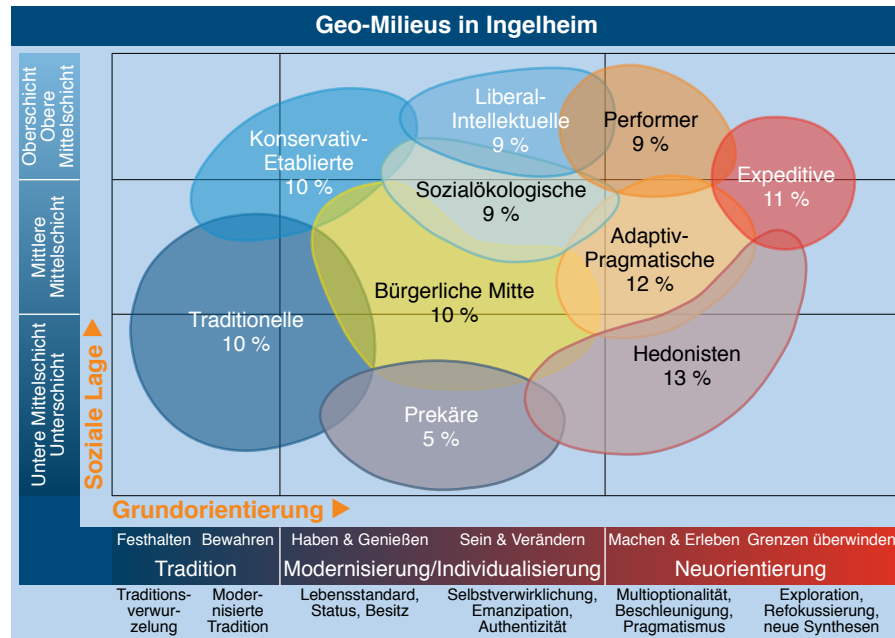 Geo-Milieus in Ingelheim
Oberschicht
Obere
Mittelschicht
Mittlere
Mittelschicht
Untere Mittelschicht
Unterschicht
Soziale Lage
Liberal-
Intellektuelle
9 %
Performer
9 %
Konservativ-
Etablierte
10 %
Expeditive
11 %
Sozialökologische
9 %
Adaptiv-
Pragmatische
12 %
Bürgerliche Mitte
10 %
Traditionelle
10 %
Hedonisten
13 %
Prekäre
5 %
Grundorientierung
Festhalten Bewahren Haben & Genießen Sein & Verändern Machen & Erleben Grenzen überwinden
Tradition Modernisierung/Individualisierung Neuorientierung
Traditions-
verwur-
zelung
Moder-
nisierte
Tradition
Lebensstandard,
Status, Besitz
Selbstverwirklichung,
Emanzipation,
Authentizität
Multioptionalität,
Beschleunigung,
Pragmatismus
Exploration,
Refokussierung,
neue Synthesen